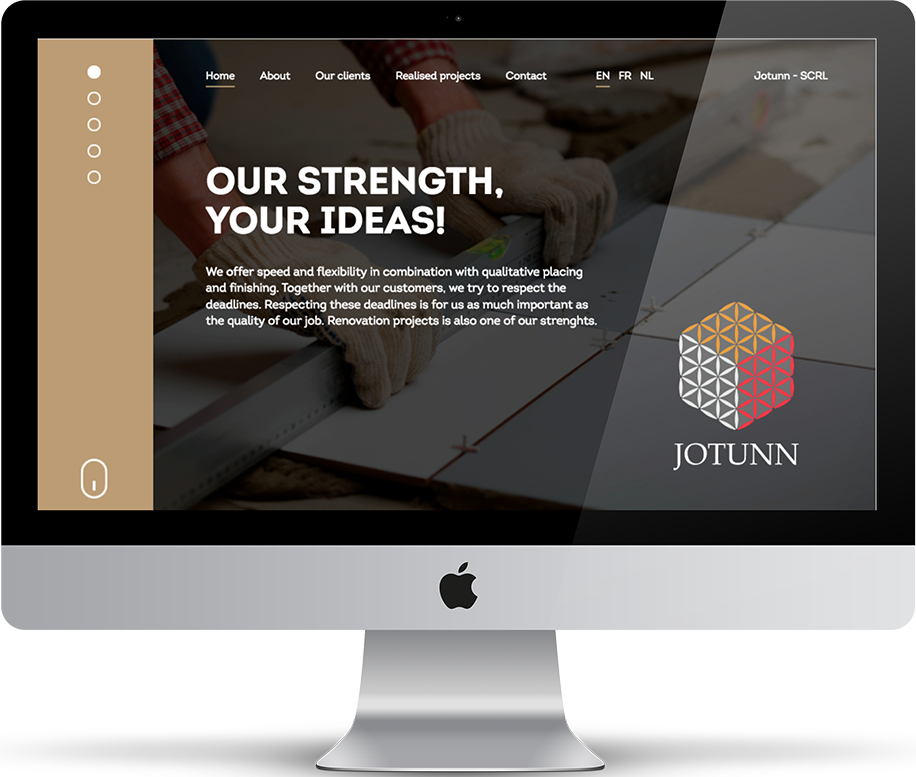 Home About Our clients Realised projects Contact EN FR NL Jotunn - SCRL
OUR STRENGTH,
YOUR IDEAS!
We offer speed and flexibility in combination with qualitative placing
and finishing. Together with our customers, we try to respect the
deadlines. Respecting these deadlines is for us as much important as
the quality of our job. Renovation projects is also one of our strenghts.
JOTUNN